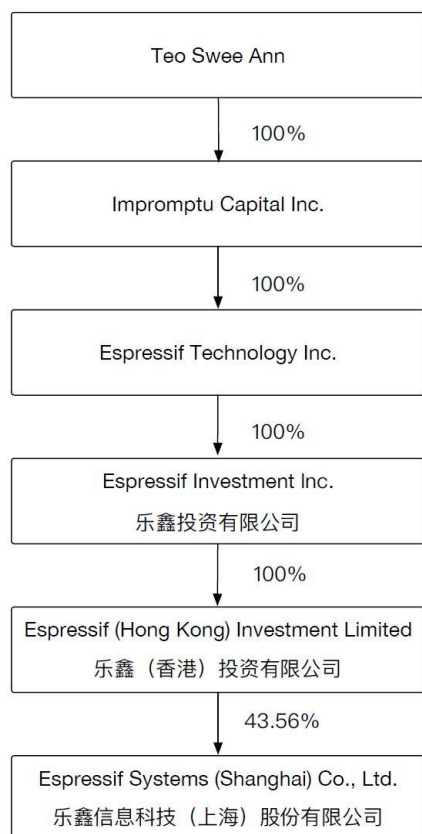 Teo Swee Ann
100%
Impromptu Capital Inc.
100%
Espressif Technology Inc.
100%
Espressif Investment Inc.
乐鑫投资有限公司
100%
Espressif (Hong Kong) Investment Limited
乐鑫（香港）投资有限公司
43.56%
Espressif Systems (Shanghai) Co., Ltd.
乐鑫信息科技（上海）股份有限公司